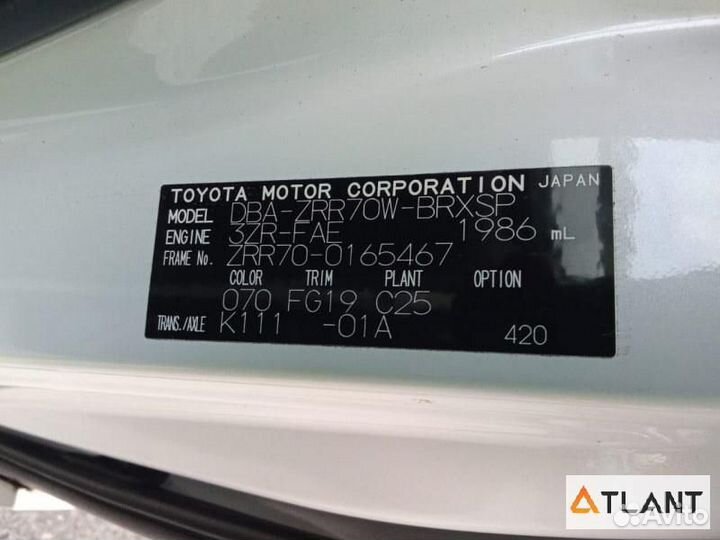 TOYOTA MOTOR CORPORATION JAPAN
MODEL DBA-ZRR70W-BRXSP
ENGINE 3ZR-FAE 1986 mL
FRAME No. ZRR70-0165467
COLOR TRIM PLANT OPTION
070 FG19 C25
TRANS./AXLE K111 -01A 420
ATLANT
Avito